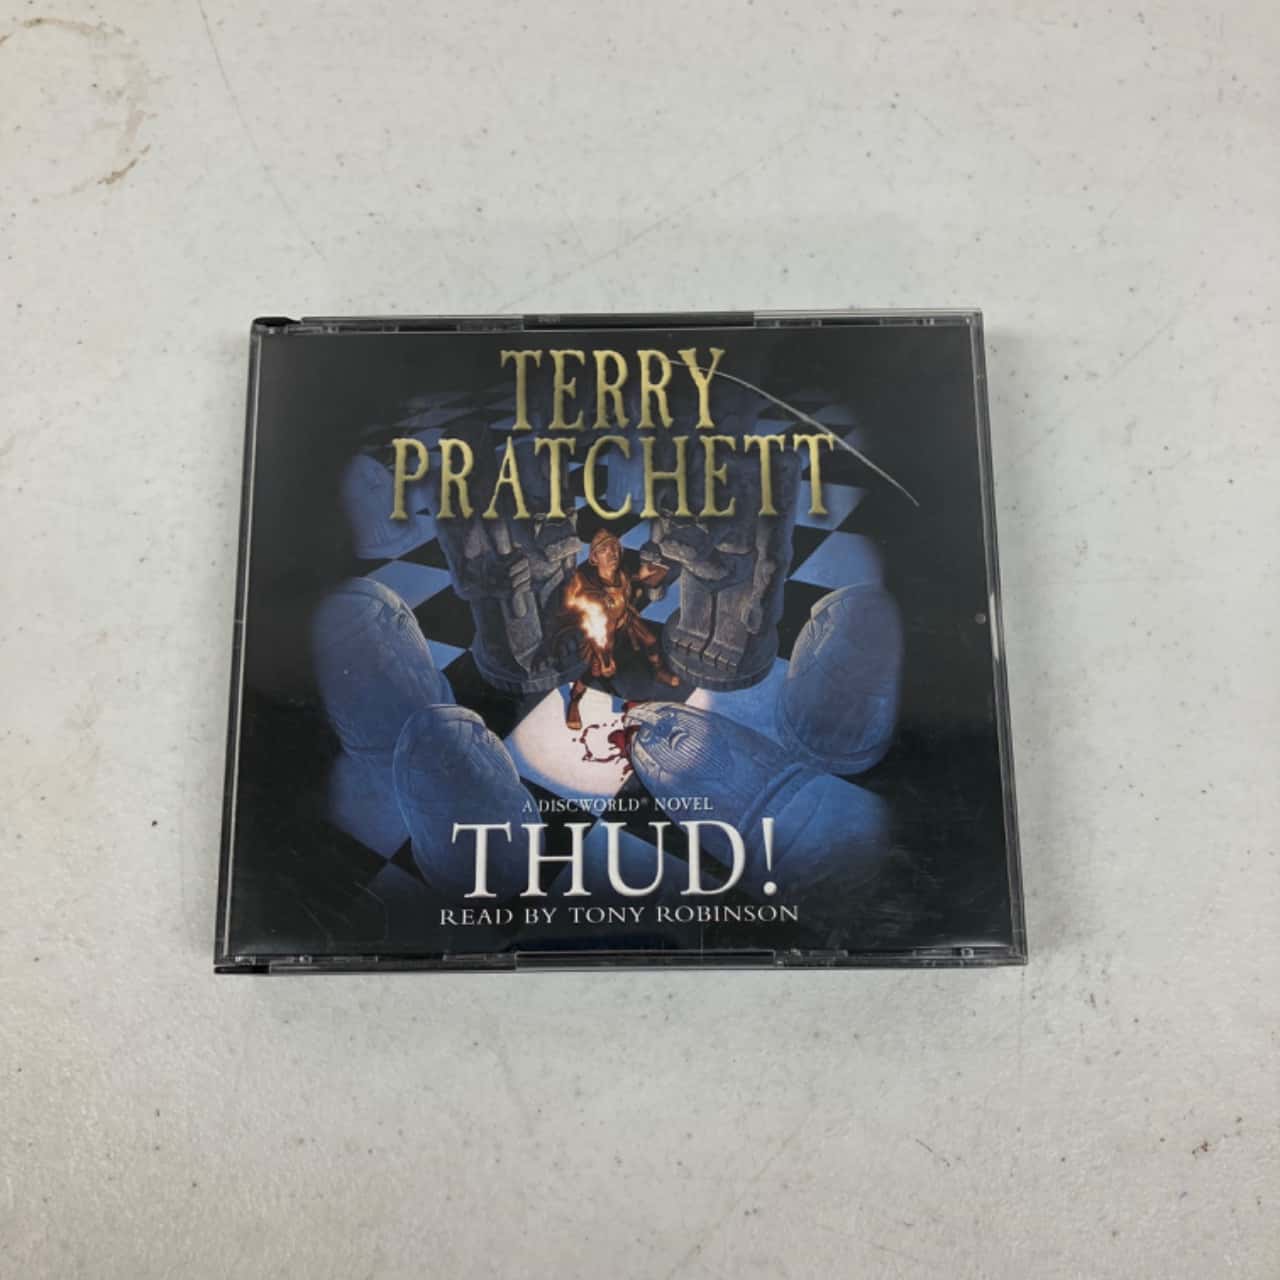 TERRY
PRATCHETT
A DISCWORLD® NOVEL
THUD!
READ BY TONY ROBINSON